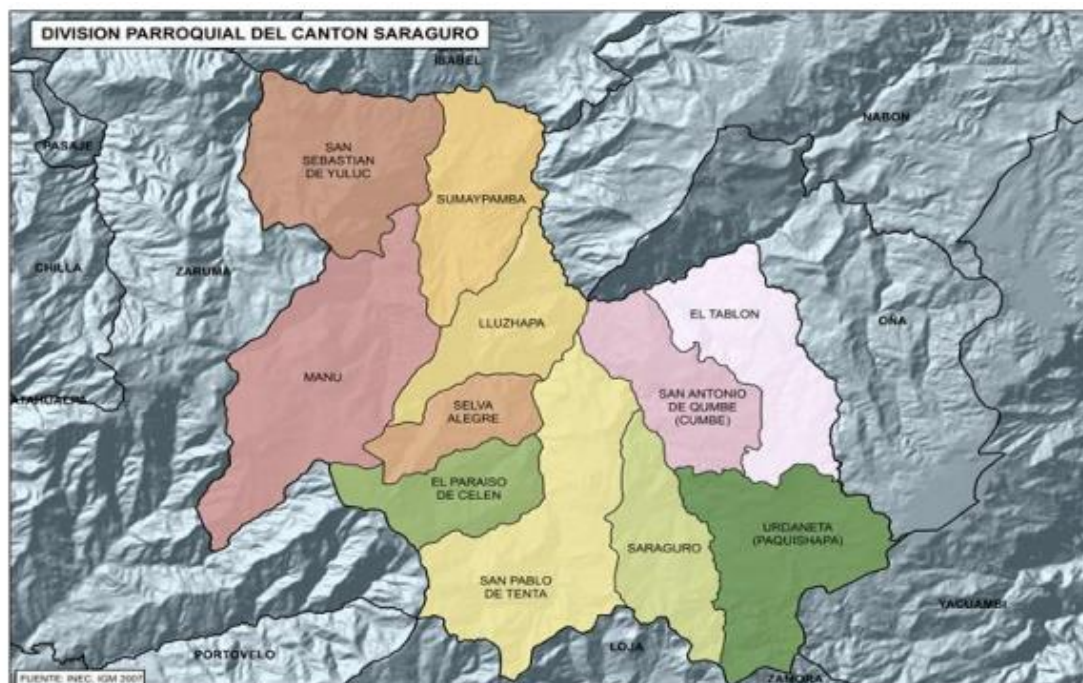 DIVISION PARROQUIAL DEL CANTON SARAGURO
ISABEL
NABON
PASAJE
SAN
SEBASTIAN
DE YULUC
SUMAYPAMBA
CHILLA
ZARUMA
EL TABLON
OÑA
LLUZHAPA
MANU
SAN ANTONIO
DE QUMBE
(CUMBE)
ATAHUALPA
SELVA
ALEGRE
EL PARAISO
DE CELEN
URDANETA
(PAQUISHAPA)
SARAGURO
SAN PABLO
DE TENTA
YACUAMBI
LOJA
PORTOVELO
ZAMORA
FUENTE: INEC, IGM 2007